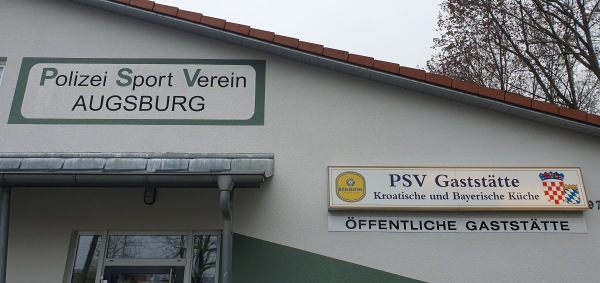 Polizei Sport Verein
AUGSBURG
PSV Gaststätte
Kroatische und Bayerische Küche
ÖFFENTLICHE GASTSTÄTTE